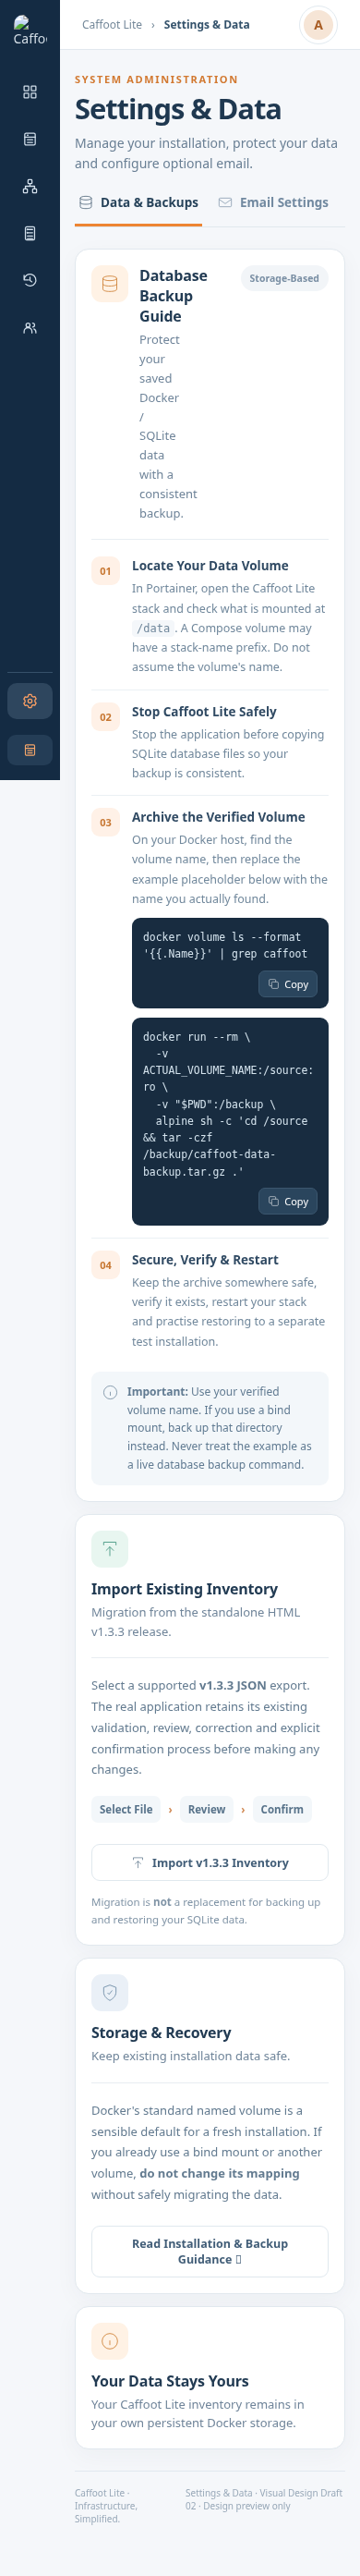 Caffoot Lite › Settings & Data
A
SYSTEM ADMINISTRATION
Settings & Data
Manage your installation, protect your data
and configure optional email.
Data & Backups
Email Settings
Database
Backup
Guide
Storage-Based
Protect
your
saved
Docker
/
SQLite
data
with a
consistent
backup.
01
Locate Your Data Volume
In Portainer, open the Caffoot Lite
stack and check what is mounted at
/data. A Compose volume may
have a stack-name prefix. Do not
assume the volume's name.
02
Stop Caffoot Lite Safely
Stop the application before copying
SQLite database files so your
backup is consistent.
03
Archive the Verified Volume
On your Docker host, find the
volume name, then replace the
example placeholder below with the
name you actually found.
docker volume ls --format
'{{.Name}}' | grep caffoot
Copy
docker run --rm \
-v
ACTUAL_VOLUME_NAME:/source:
ro \
-v "$PWD":/backup \
alpine sh -c 'cd /source
&& tar -czf
/backup/caffoot-data-
backup.tar.gz .'
Copy
04
Secure, Verify & Restart
Keep the archive somewhere safe,
verify it exists, restart your stack
and practise restoring to a separate
test installation.
Important: Use your verified
volume name. If you use a bind
mount, back up that directory
instead. Never treat the example as
a live database backup command.
Import Existing Inventory
Migration from the standalone HTML
v1.3.3 release.
Select a supported v1.3.3 JSON export.
The real application retains its existing
validation, review, correction and explicit
confirmation process before making any
changes.
Select File › Review › Confirm
Import v1.3.3 Inventory
Migration is not a replacement for backing up
and restoring your SQLite data.
Storage & Recovery
Keep existing installation data safe.
Docker's standard named volume is a
sensible default for a fresh installation. If
you already use a bind mount or another
volume, do not change its mapping
without safely migrating the data.
Read Installation & Backup
Guidance
Your Data Stays Yours
Your Caffoot Lite inventory remains in
your own persistent Docker storage.
Caffoot Lite ·
Infrastructure,
Simplified.
Settings & Data · Visual Design Draft
02 · Design preview only